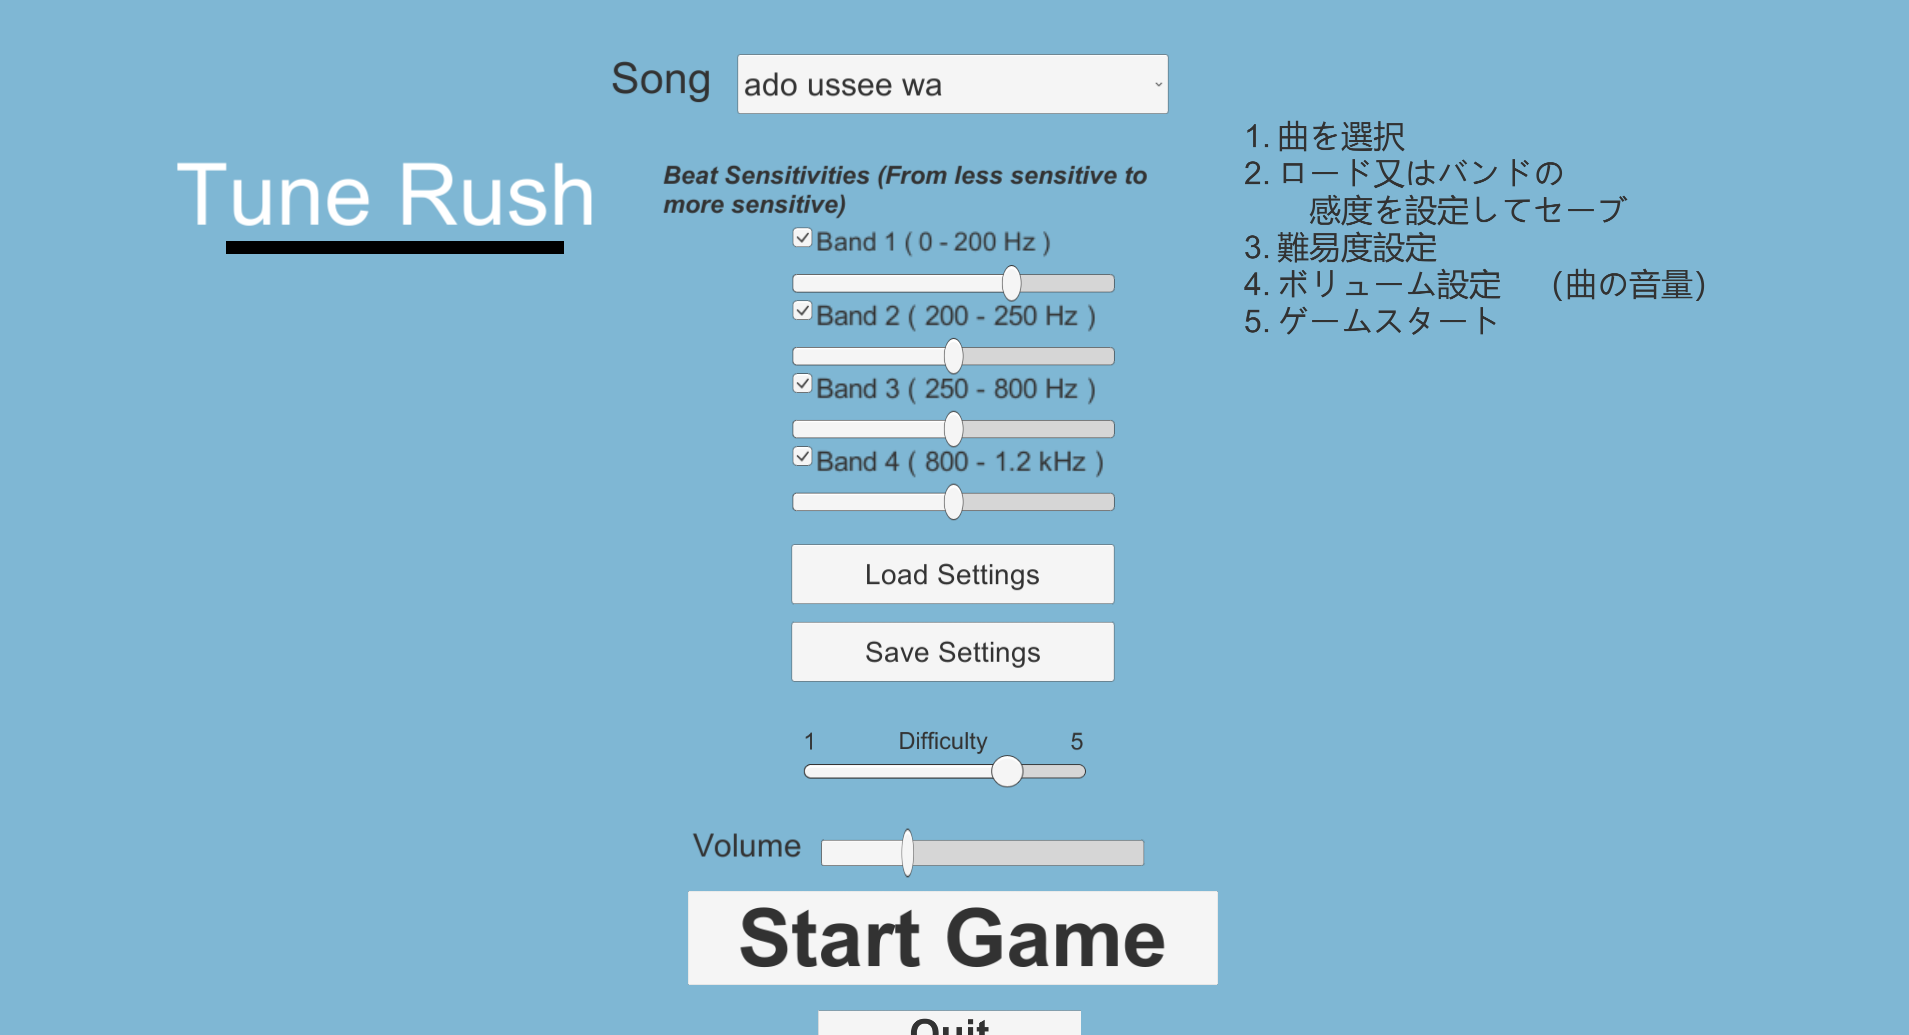 Song
ado ussee wa
Tune Rush
Beat Sensitivities (From less sensitive to
more sensitive)
Band 1 ( 0 - 200 Hz )
Band 2 ( 200 - 250 Hz )
Band 3 ( 250 - 800 Hz )
Band 4 ( 800 - 1.2 kHz )
Load Settings
Save Settings
1 Difficulty 5
Volume
Start Game
Quit
1. 曲を選択
2. ロード又はバンドの
感度を設定してセーブ
3. 難易度設定
4. ボリューム設定　（曲の音量）
5. ゲームスタート